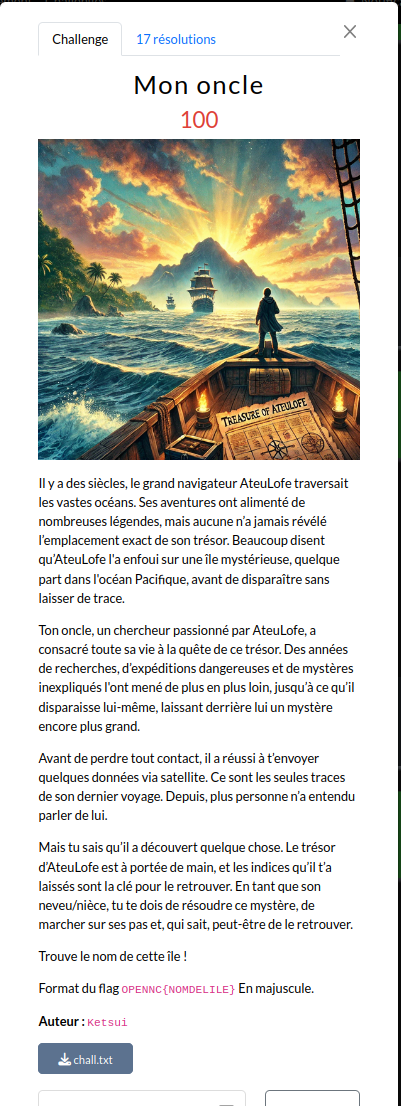 Challenge
17 résolutions
Mon oncle
100
TREASURE OF ATEULOFE
Il y a des siècles, le grand navigateur AteuLofe traversait
les vastes océans. Ses aventures ont alimenté de
nombreuses légendes, mais aucune n'a jamais révélé
l'emplacement exact de son trésor. Beaucoup disent
qu'AteuLofe l'a enfoui sur une île mystérieuse, quelque
part dans l'océan Pacifique, avant de disparaître sans
laisser de trace.
Ton oncle, un chercheur passionné par AteuLofe, a
consacré toute sa vie à la quête de ce trésor. Des années
de recherches, d'expéditions dangereuses et de mystères
inexpliqués l'ont mené de plus en plus loin, jusqu'à ce qu'il
disparaisse lui-même, laissant derrière lui un mystère
encore plus grand.
Avant de perdre tout contact, il a réussi à t'envoyer
quelques données via satellite. Ce sont les seules traces
de son dernier voyage. Depuis, plus personne n'a entendu
parler de lui.
Mais tu sais qu'il a découvert quelque chose. Le trésor
d'AteuLofe est à portée de main, et les indices qu'il t'a
laissés sont la clé pour le retrouver. En tant que son
neveu/nièce, tu te dois de résoudre ce mystère, de
marcher sur ses pas et, qui sait, peut-être de le retrouver.
Trouve le nom de cette île !
Format du flag OPENNC{NOMDELILE} En majuscule.
Auteur : Ketsui
chall.txt